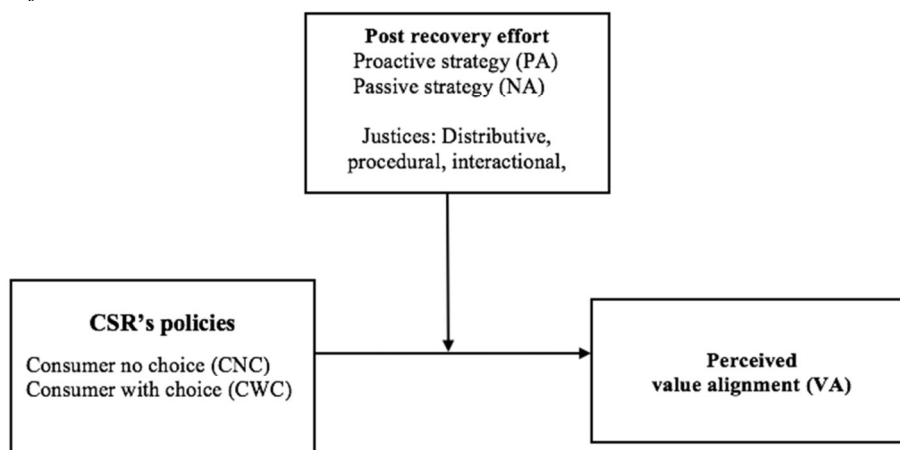 Post recovery effort
Proactive strategy (PA)
Passive strategy (NA)
Justices: Distributive,
procedural, interactional,
CSR's policies
Consumer no choice (CNC)
Consumer with choice (CWC)
Perceived
value alignment (VA)